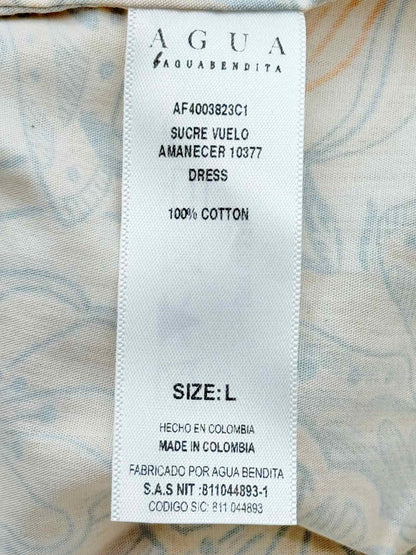 AGUA
by AGUABENDITA
AF4003823C1
SUCRE VUELO
AMANECER 10377
DRESS
100% COTTON
SIZE: L
HECHO EN COLOMBIA
MADE IN COLOMBIA
FABRICADO POR AGUA BENDITA
S.A.S NIT :811044893-1
CODIGO SIC: 811 044893